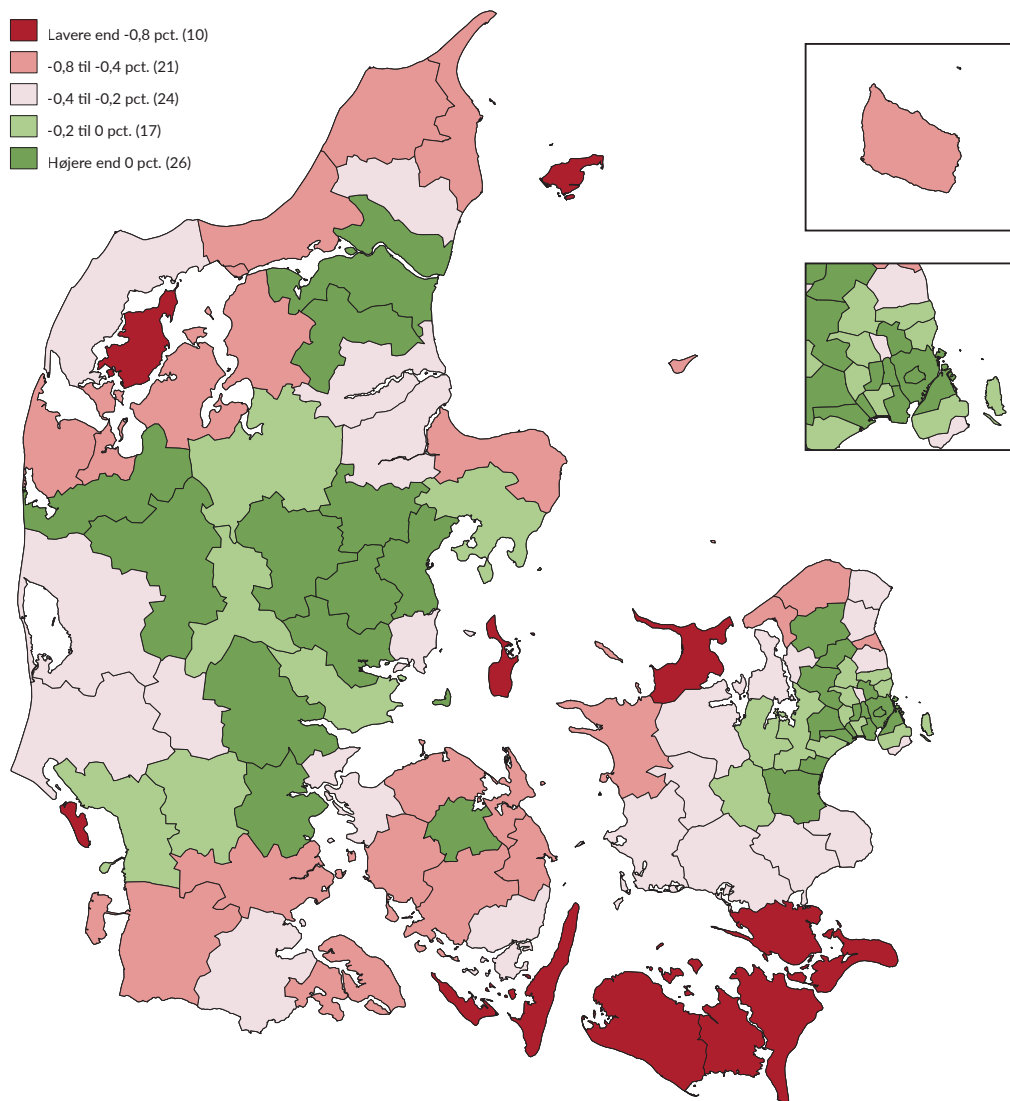 Lavere end -0,8 pct. (10)
-0,8 til -0,4 pct. (21)
-0,4 til -0,2 pct. (24)
-0,2 til 0 pct. (17)
Højere end 0 pct. (26)